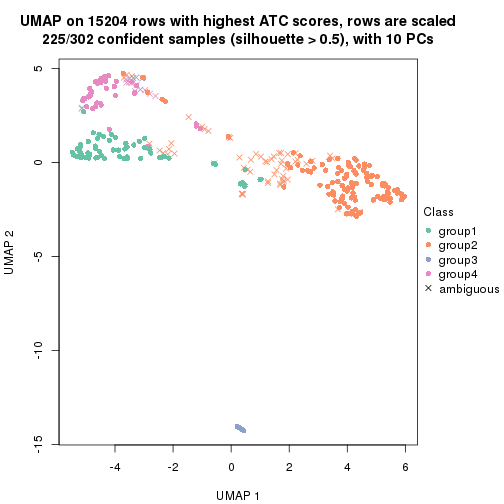 UMAP on 15204 rows with highest ATC scores, rows are scaled
225/302 confident samples (silhouette > 0.5), with 10 PCs
5
0
-5
-10
-15
UMAP 2
-4
-2
0
2
4
6
UMAP 1
Class
group1
group2
group3
group4
ambiguous